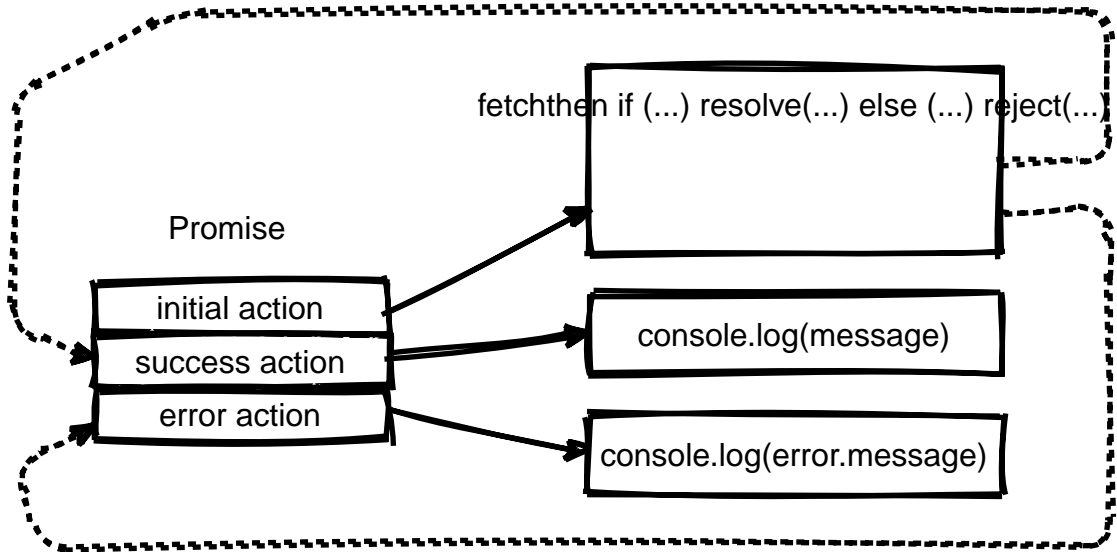 fetchthen if (...) resolve(...) else (...) reject(...)
Promise
initial action
success action
error action
console.log(message)
console.log(error.message)